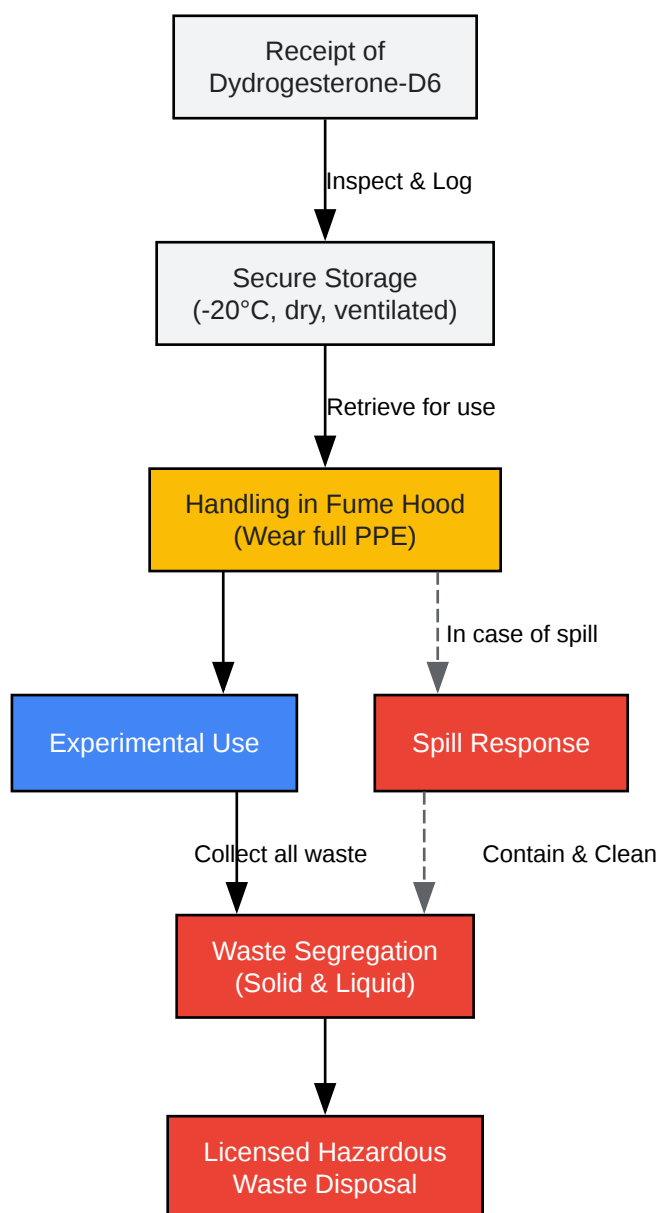 Receipt of
Dydrogesterone-D6
Inspect & Log
Secure Storage
(-20°C, dry, ventilated)
Retrieve for use
Handling in Fume Hood
(Wear full PPE)
In case of spill
Experimental Use
Spill Response
Collect all waste
Contain & Clean
Waste Segregation
(Solid & Liquid)
Licensed Hazardous
Waste Disposal